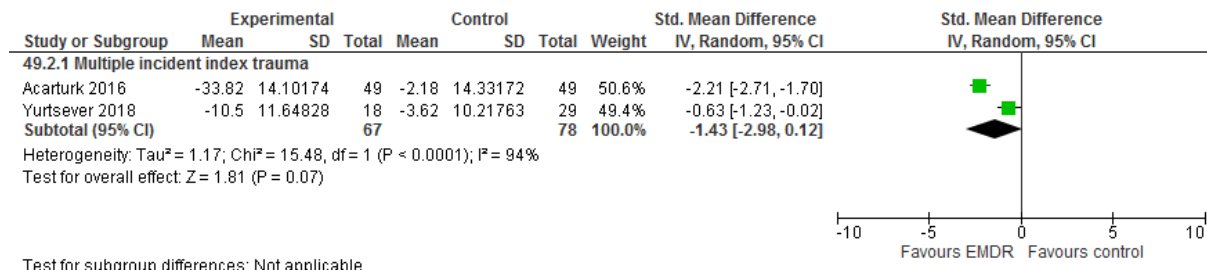 Experimental Control Std. Mean Difference Std. Mean Difference
Study or Subgroup Mean SD Total Mean SD Total Weight IV, Random, 95% CI IV, Random, 95% CI
49.2.1 Multiple incident index trauma
Acarturk 2016 -33.82 14.10174 49 -2.18 14.33172 49 50.6% -2.21 [-2.71, -1.70]
Yurtsever 2018 -10.5 11.64828 18 -3.62 10.21763 29 49.4% -0.63 [-1.23, -0.02]
Subtotal (95% CI) 67 78 100.0% -1.43 [-2.98, 0.12]
Heterogeneity: Tau² = 1.17; Chi² = 15.48, df = 1 (P < 0.0001); I² = 94%
Test for overall effect: Z = 1.81 (P = 0.07)
-10 -5 0 5 10
Favours EMDR Favours control
Test for subgroup differences: Not applicable